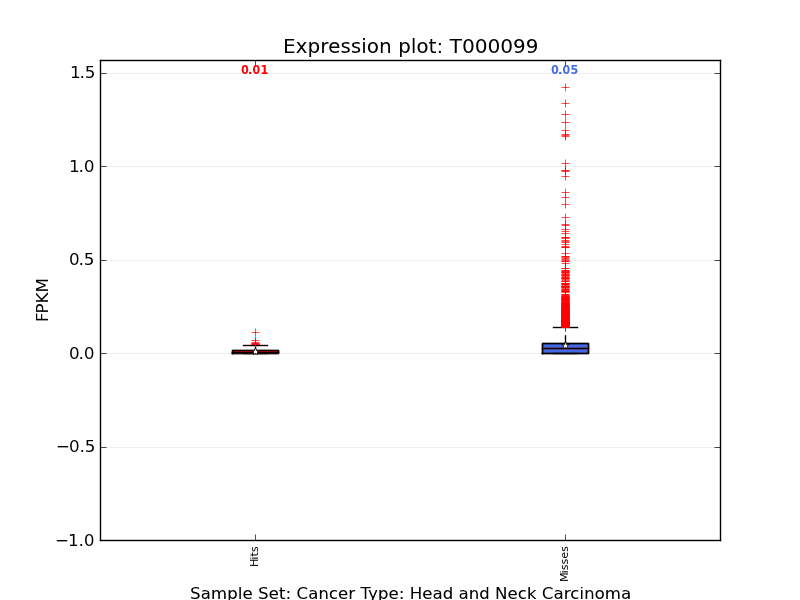 Expression plot: T000099
0.01 0.05
1.5
1.0
0.5
0.0
−0.5
−1.0
FPKM
Hits Misses
Sample Set: Cancer Type: Head and Neck Carcinoma